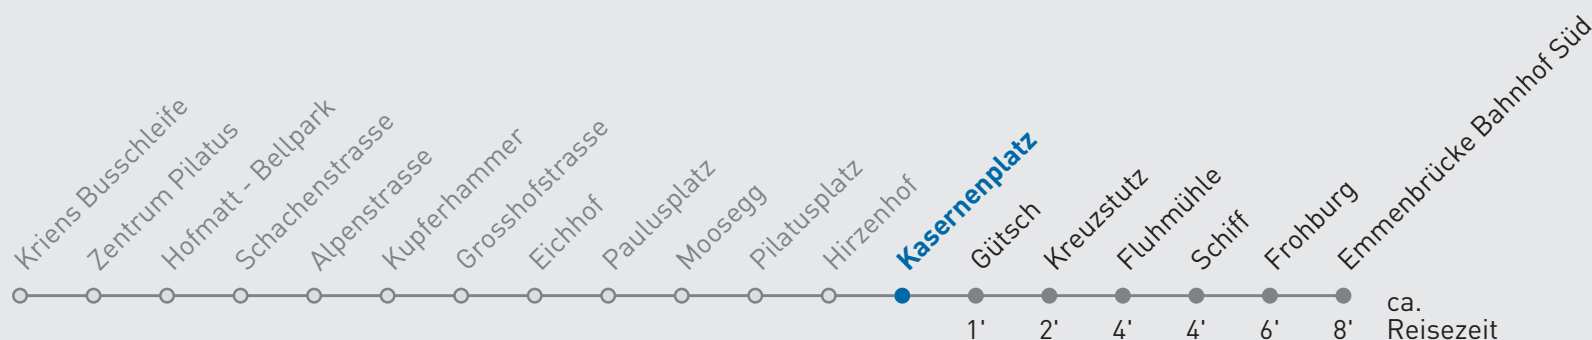 Kriens Busschleife
Zentrum Pilatus
Hofmatt - Bellpark
Schachenstrasse
Alpenstrasse
Kupferhammer
Grosshofstrasse
Eichhof
Paulusplatz
Moosegg
Pilatusplatz
Hirzenhof
Kasernenplatz
Gütsch
Kreuzstutz
Fluhmühle
Schiff
Frohburg
Emmenbrücke Bahnhof Süd
1' 2' 4' 4' 6' 8'
ca.
Reisezeit